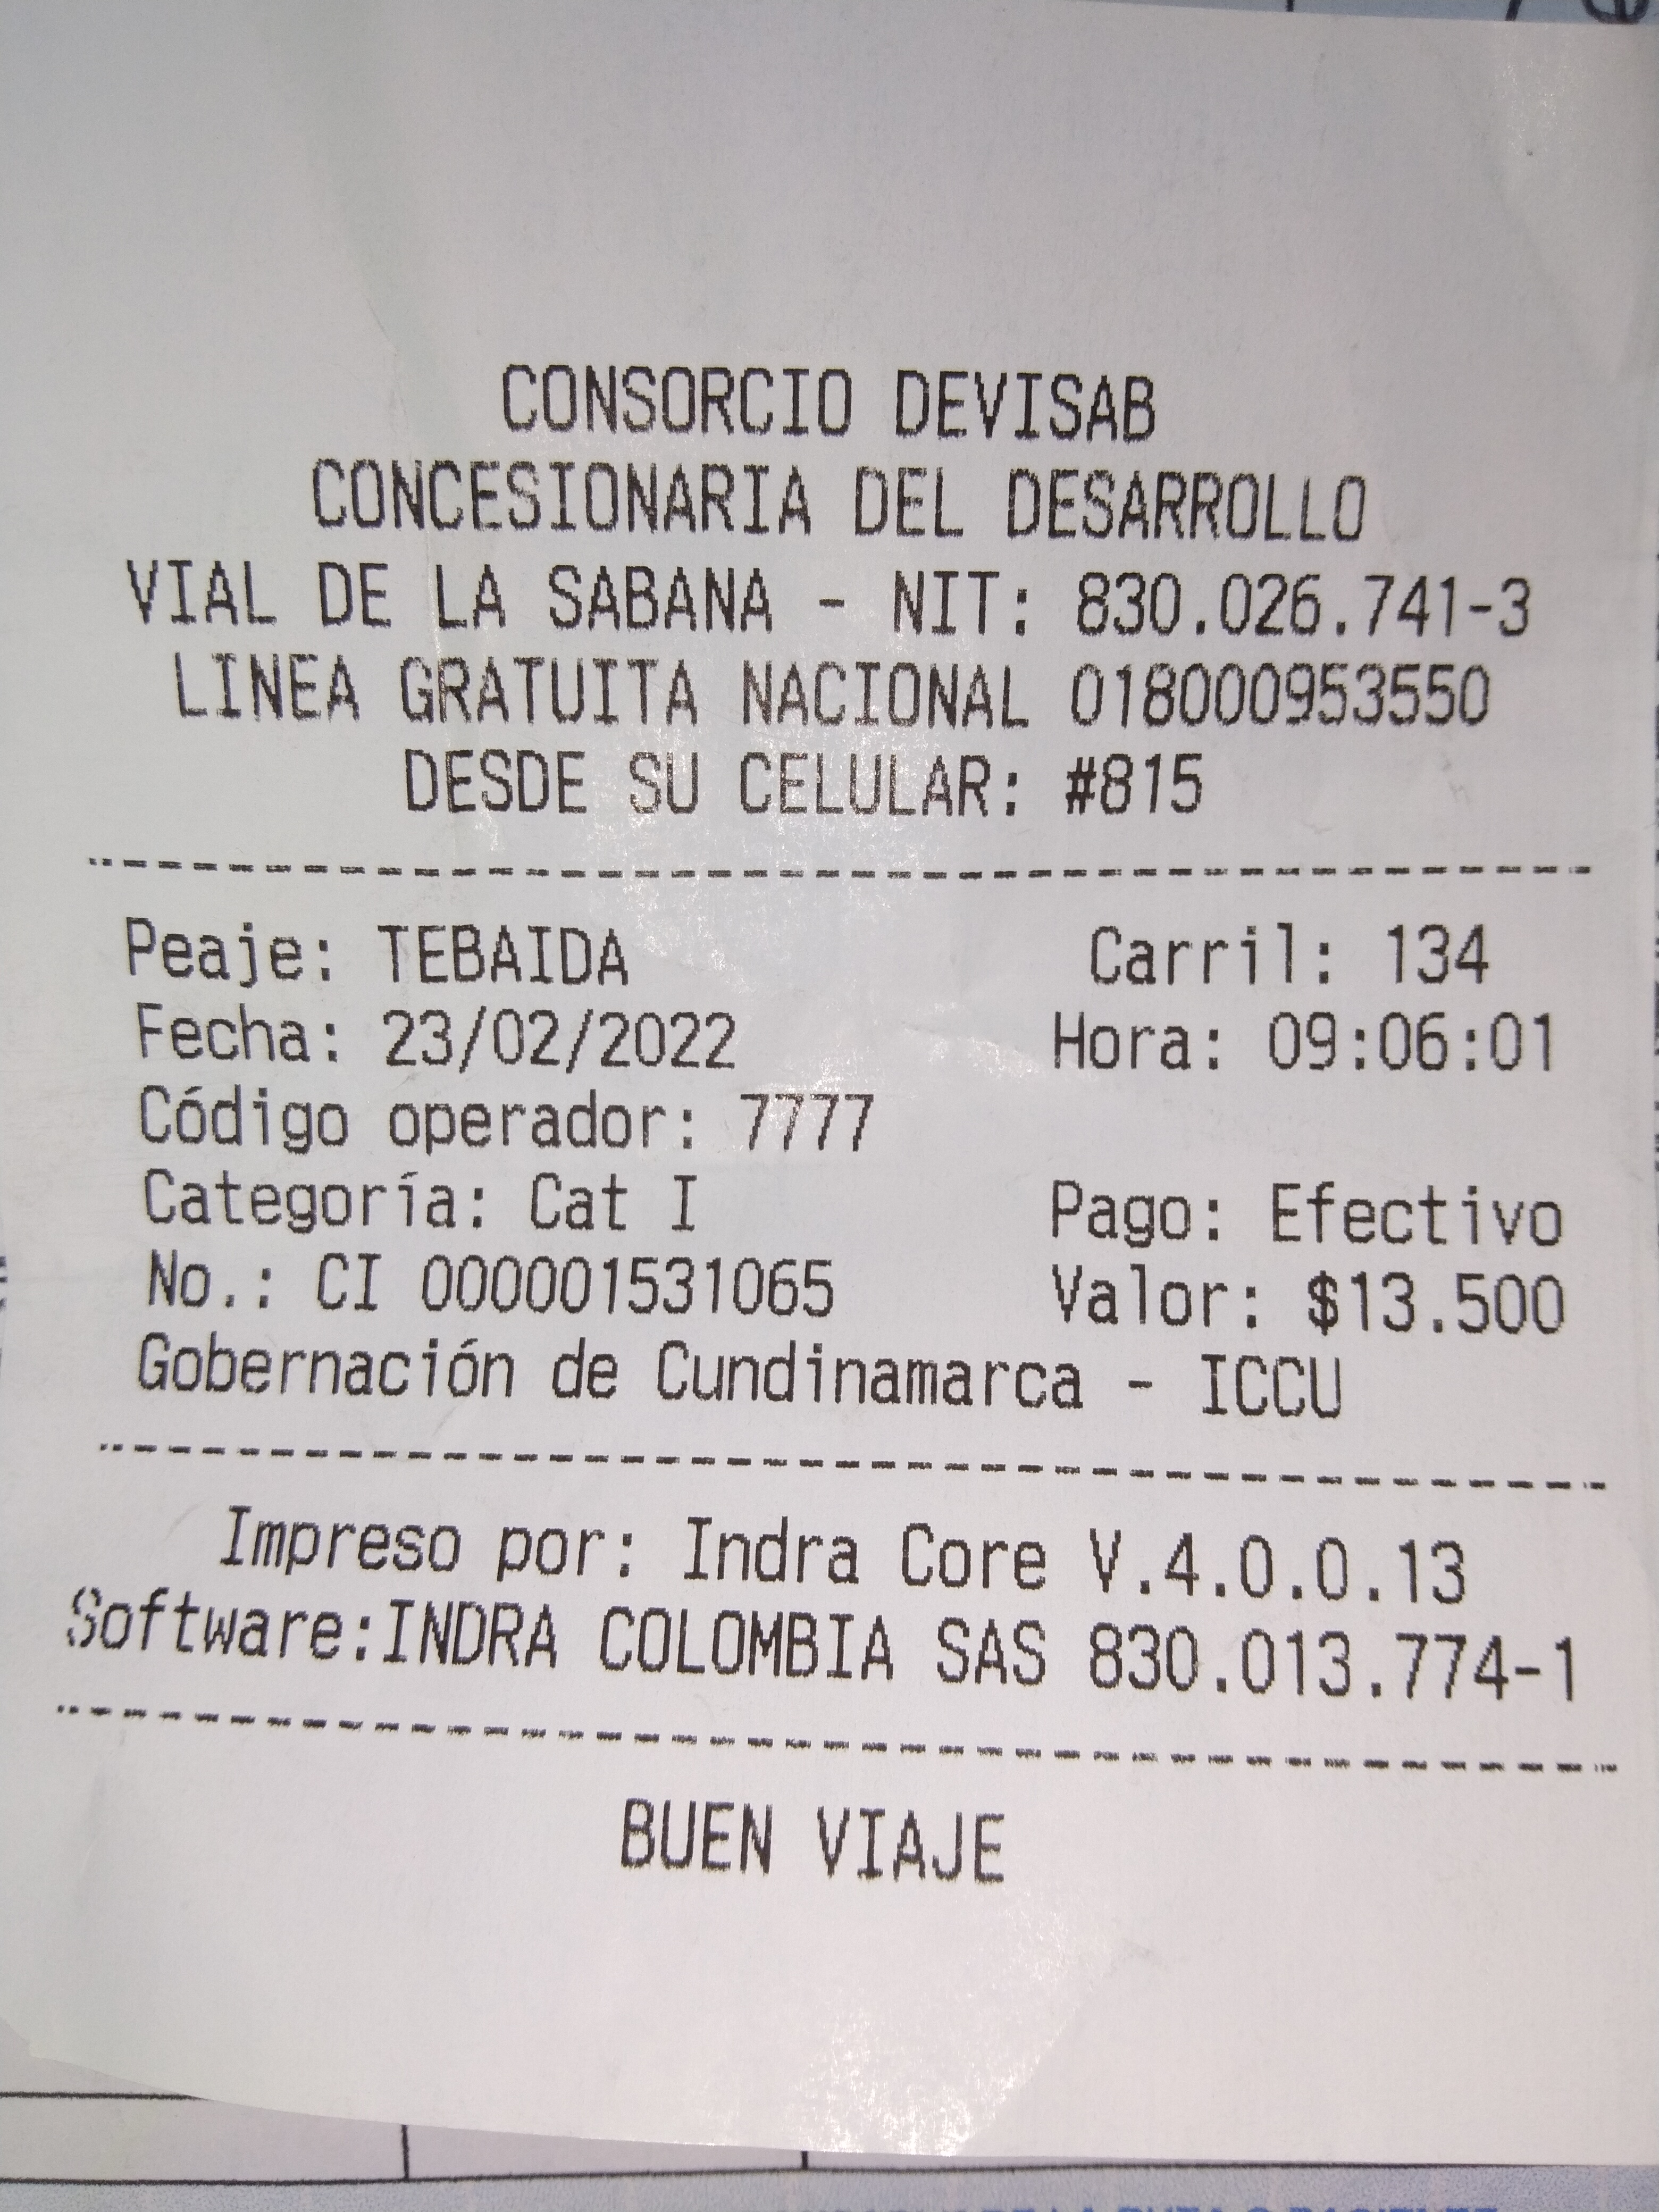 CONSORCIO DEVISAB
CONCESIONARIA DEL DESARROLLO
VIAL DE LA SABANA - NIT: 830.026.741-3
LINEA GRATUITA NACIONAL 018000953550
DESDE SU CELULAR: #815
Peaje: TEBAIDA Carril: 134
Fecha: 23/02/2022 Hora: 09:06:01
Código operador: 7777
Categoría: Cat I Pago: Efectivo
No.: CI 000001531065 Valor: $13.500
Gobernación de Cundinamarca - ICCU
Impreso por: Indra Core V.4.0.0.13
Software:INDRA COLOMBIA SAS 830.013.774-1
BUEN VIAJE